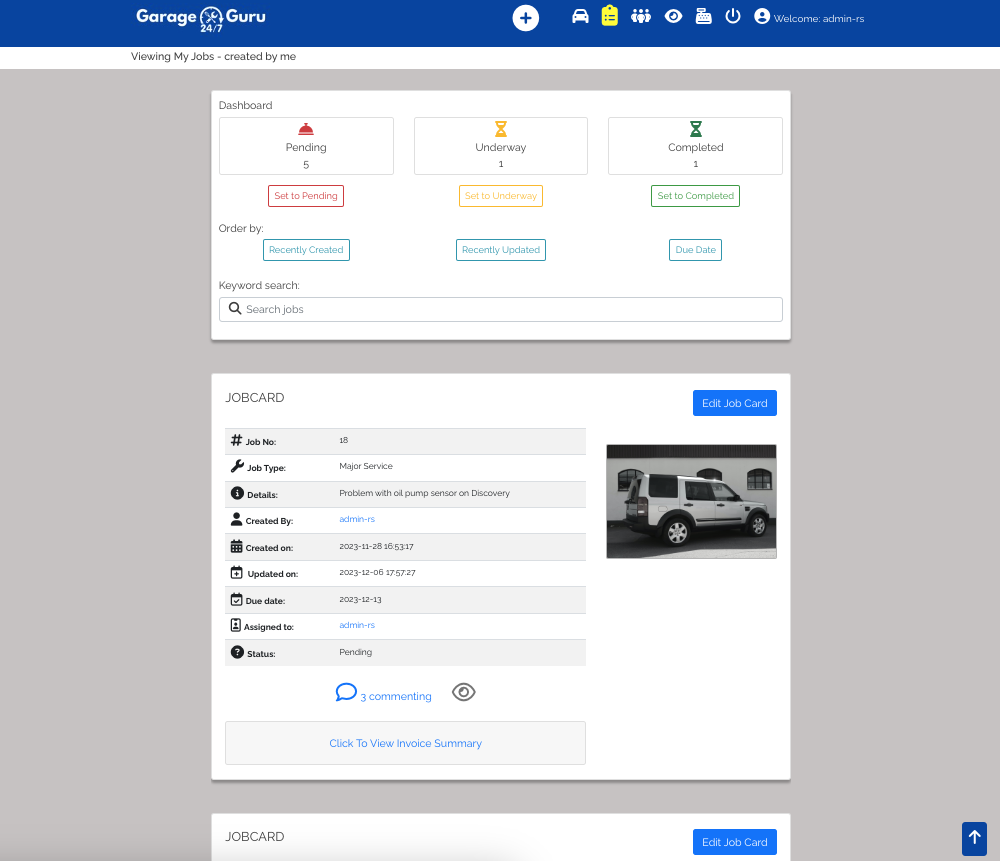 Garage Guru
24/7
Welcome: admin-rs
Viewing My Jobs - created by me
Dashboard
Pending
5
Underway
1
Completed
1
Set to Pending
Set to Underway
Set to Completed
Order by:
Recently Created
Recently Updated
Due Date
Keyword search:
Search jobs
JOBCARD
Edit Job Card
Job No: 18
Job Type: Major Service
Details: Problem with oil pump sensor on Discovery
Created By: admin-rs
Created on: 2023-11-28 16:53:17
Updated on: 2023-12-06 17:57:27
Due date: 2023-12-13
Assigned to: admin-rs
Status: Pending
3 commenting
Click To View Invoice Summary
JOBCARD
Edit Job Card